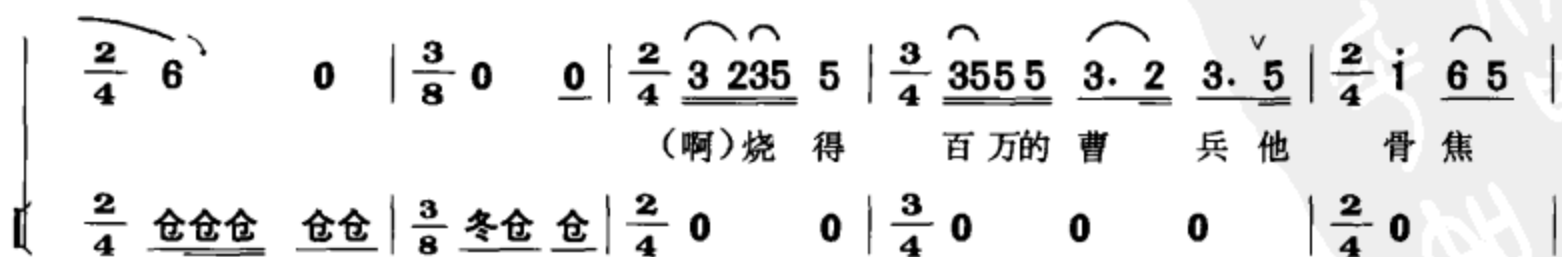 2/4 6 0 | 3/8 0 0 | 2/4 3 235 5 | 3/4 3555 3. 2 3. 5 | 2/4 i 6 5 |
（啊）烧 得 百 万的 曹 兵 他 骨 焦
2/4 仓仓仓 仓仓 | 3/8 冬仓 仓 | 2/4 0 0 | 3/4 0 0 0 | 2/4 0 |